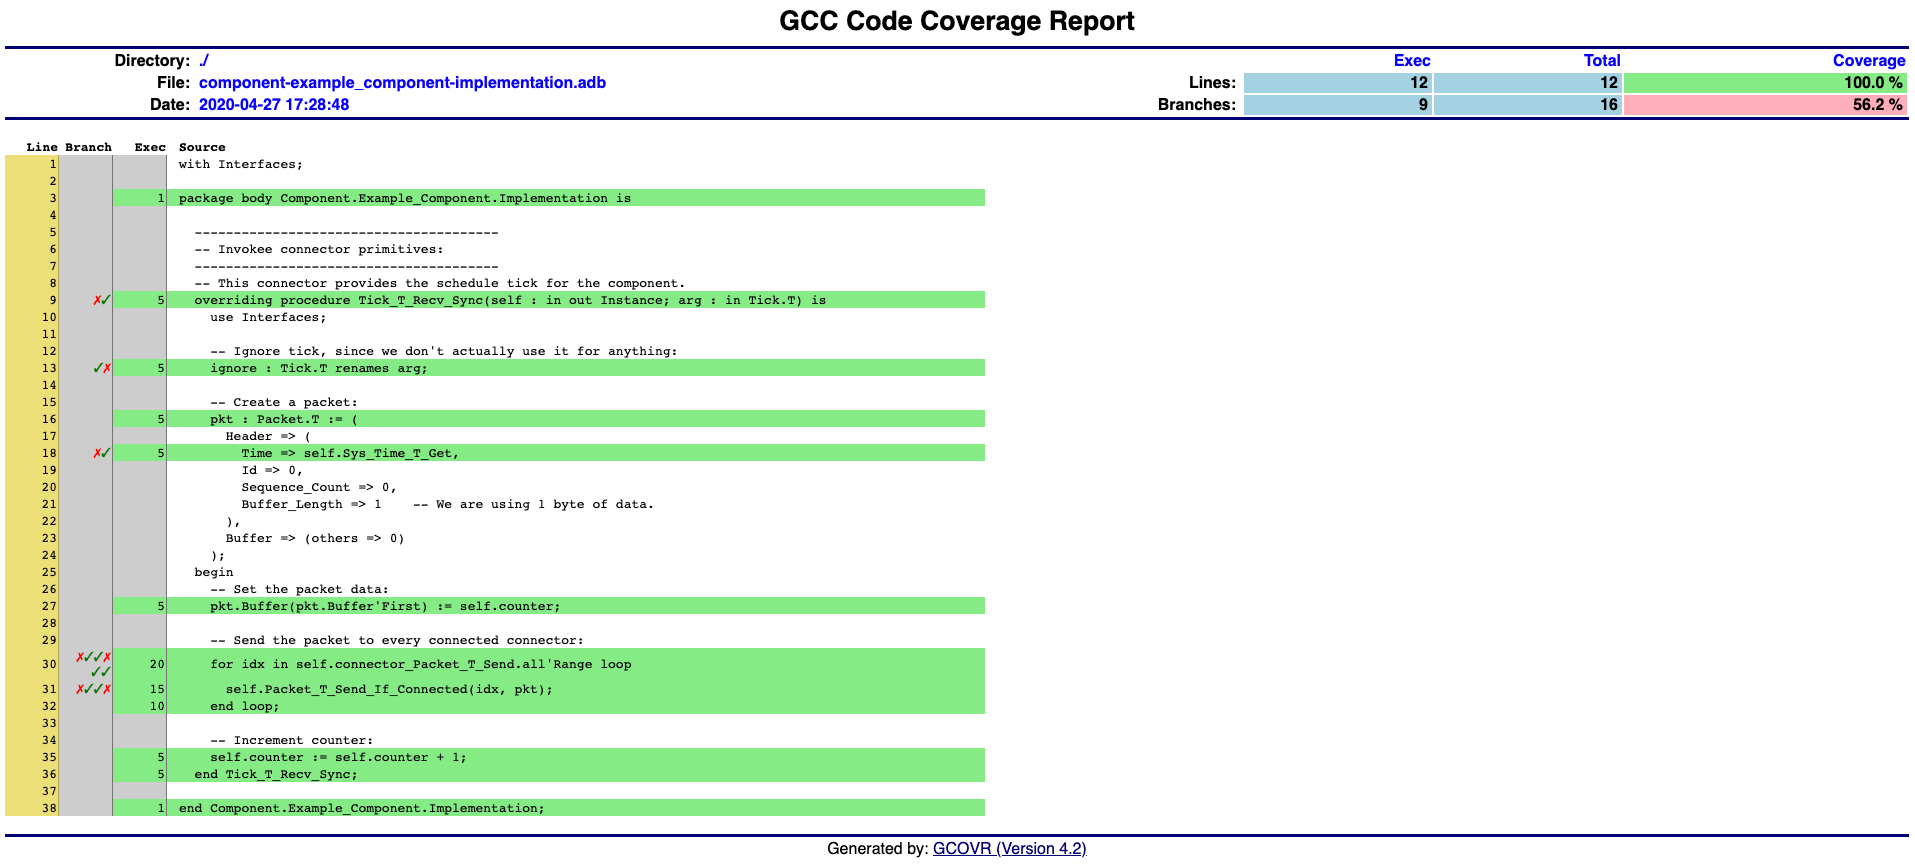 GCC Code Coverage Report
Directory: ./ Exec Total Coverage
File: component-example_component-implementation.adb Lines: 12 12 100.0 %
Date: 2020-04-27 17:28:48 Branches: 9 16 56.2 %
Line Branch Exec Source
1 with Interfaces;
2
3 1 package body Component.Example_Component.Implementation is
4
5 ---------------------------------------
6 -- Invokee connector primitives:
7 ---------------------------------------
8 -- This connector provides the schedule tick for the component.
9 ✗✓ 5 overriding procedure Tick_T_Recv_Sync(self : in out Instance; arg : in Tick.T) is
10 use Interfaces;
11
12 -- Ignore tick, since we don't actually use it for anything:
13 ✓✗ 5 ignore : Tick.T renames arg;
14
15 -- Create a packet:
16 5 pkt : Packet.T := (
17 Header => (
18 ✗✓ 5 Time => self.Sys_Time_T_Get,
19 Id => 0,
20 Sequence_Count => 0,
21 Buffer_Length => 1 -- We are using 1 byte of data.
22 ),
23 Buffer => (others => 0)
24 );
25 begin
26 -- Set the packet data:
27 5 pkt.Buffer(pkt.Buffer'First) := self.counter;
28
29 -- Send the packet to every connected connector:
30 ✗✓✓✗✓✓ 20 for idx in self.connector_Packet_T_Send.all'Range loop
31 ✗✓✓✗ 15 self.Packet_T_Send_If_Connected(idx, pkt);
32 10 end loop;
33
34 -- Increment counter:
35 5 self.counter := self.counter + 1;
36 5 end Tick_T_Recv_Sync;
37
38 1 end Component.Example_Component.Implementation;
Generated by: GCOVR (Version 4.2)